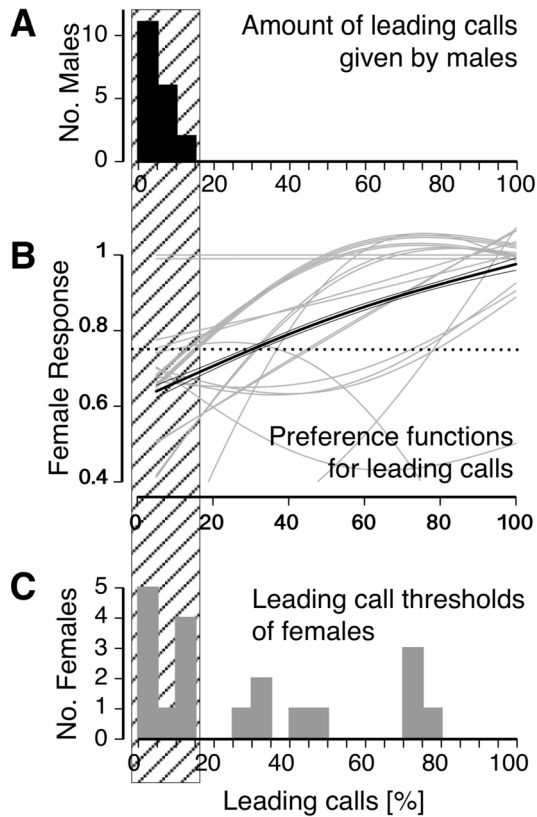 A
Amount of leading calls
given by males
No. Males
10
5
0
0 20 40 60 80 100
B
Female Response
1
0.8
0.6
0.4
Preference functions
for leading calls
0 20 40 60 80 100
C
No. Females
5
4
3
2
1
0
Leading call thresholds
of females
0 20 40 60 80 100
Leading calls [%]